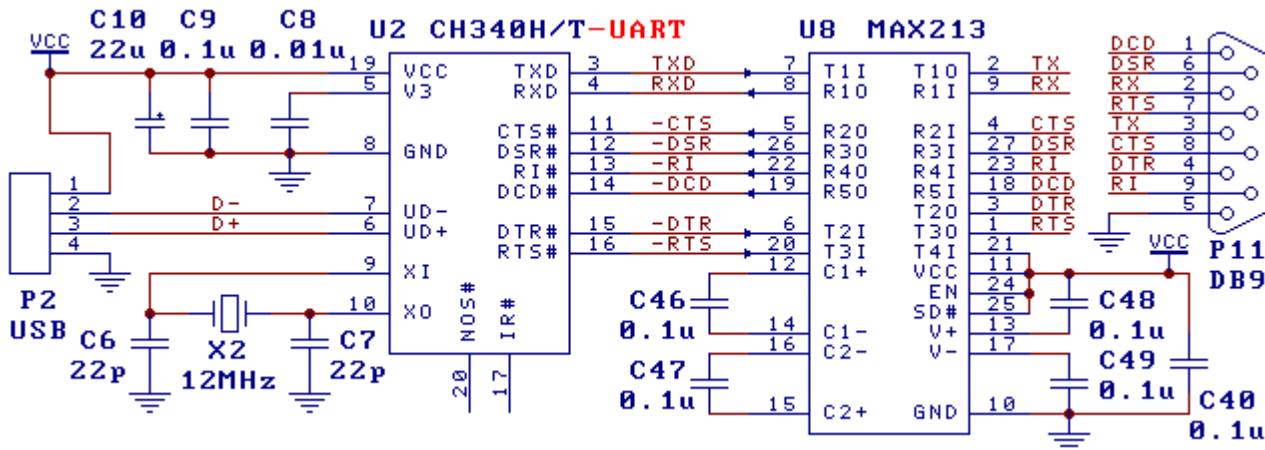 C10 C9 C8 U2 CH340H/T-UART U8 MAX213
VCC 22u 0.1u 0.01u
19 VCC TXD 3 TXD 7 T1I T1O 2 TX DCD 1
5 V3 RXD 4 RXD 8 R1O R1I 9 RX DSR 6
RX 2
RTS 7
CTS# 11 -CTS 5 R2O R2I 4 CTS TX 3
8 GND DSR# 12 -DSR 26 R3O R3I 27 DSR CTS 8
RI# 13 -RI 22 R4O R4I 23 RI DTR 4
1 DCD# 14 -DCD 19 R5O R5I 18 DCD RI 9
2 D- 7 UD- T2O 3 DTR 5
3 D+ 6 UD+ DTR# 15 -DTR 6 T2I T3O 1 RTS
4 RTS# 16 -RTS 20 T3I T4I 21 VCC P11
9 XI 12 C1+ VCC 11 DB9
P2 C46 EN 24 C48
USB 10 XO NOS# IR# 0.1u SD# 25 0.1u
C6 X2 C7 14 C1- V+ 13
22p 12MHz 22p 16 C2- V- 17 C49
20 17 C47 0.1u
0.1u C40
15 C2+ GND 10 0.1u